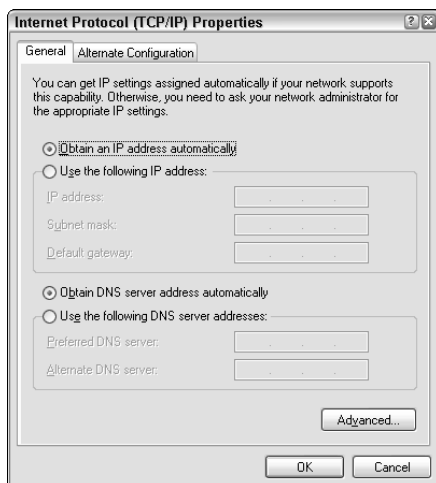 Internet Protocol (TCP/IP) Properties
General
Alternate Configuration
You can get IP settings assigned automatically if your network supports
this capability. Otherwise, you need to ask your network administrator for
the appropriate IP settings.
Obtain an IP address automatically
Use the following IP address:
IP address:
Subnet mask:
Default gateway:
Obtain DNS server address automatically
Use the following DNS server addresses:
Preferred DNS server:
Alternate DNS server:
Advanced...
OK
Cancel